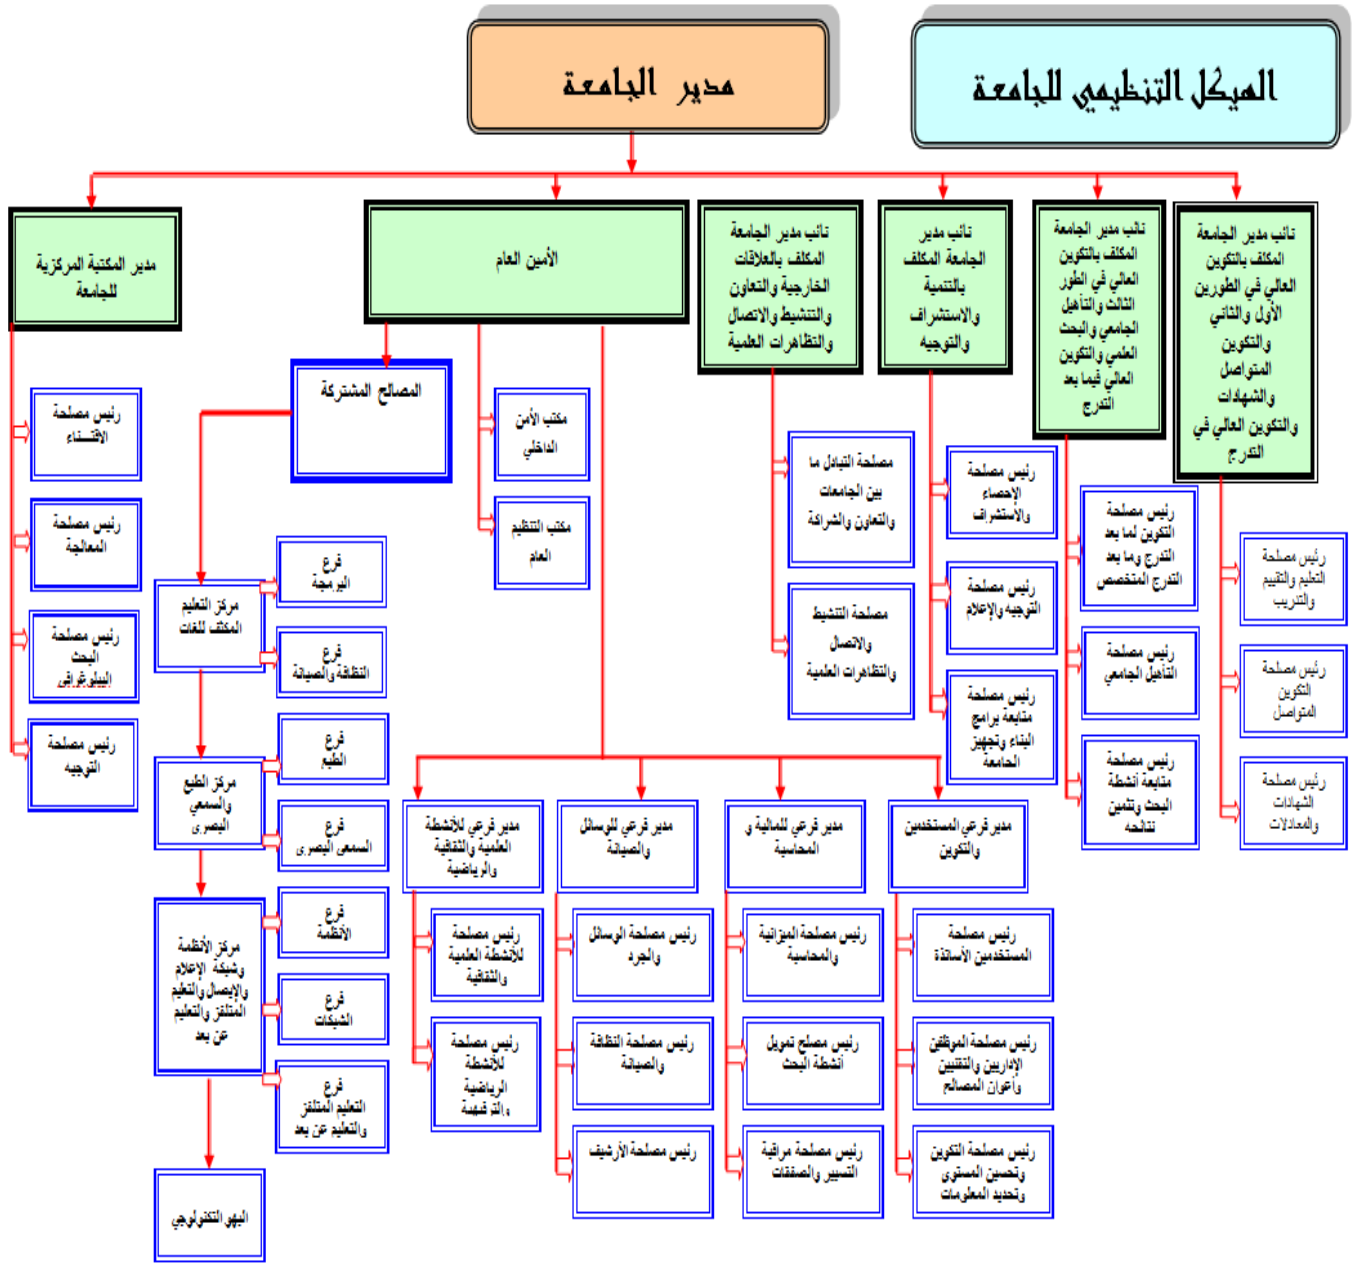 الهيكل التنظيمي للجامعة
مدير الجامعة
نائب مدير الجامعة
المكلف بالتكوين
العالي في الطورين
الأول والثاني
والتكوين
المتواصل
والشهادات
والتكوين العالي في
التدرج
رئيس مصلحة
التعليم والتقييم
والتدريب
رئيس مصلحة
التكوين
المتواصل
رئيس مصلحة
الشهادات
والمعادلات
نائب مدير الجامعة
المكلف بالتكوين
العالي في الطور
الثالث والتأهيل
الجامعي والبحث
العلمي والتكوين
العالي فيما بعد
التدرج
رئيس مصلحة
التكوين لما بعد
التدرج وما بعد
التدرج المتخصص
رئيس مصلحة
التأهيل الجامعي
رئيس مصلحة
متابعة أنشطة
البحث وتثمين
نتائجه
نائب مدير
الجامعة المكلف
بالتنمية
والاستشراف
والتوجيه
رئيس مصلحة
الإحصاء
والأستشراف
رئيس مصلحة
التوجيه والإعلام
رئيس مصلحة
متابعة برامج
البناء وتجهيز
الجامعة
نائب مدير الجامعة
المكلف بالعلاقات
الخارجية والتعاون
والتنشيط والاتصال
والتظاهرات العلمية
مصلحة التبادل ما
بين الجامعات
والتعاون والشراكة
مصلحة التنشيط
والاتصال
والتظاهرات العلمية
الأمين العام
المصالح المشتركة
مكتب الأمن
الداخلي
مكتب التنظيم
العام
مركز التعليم
المكثف للغات
فرع
البرمجة
فرع
النظافة والصيانة
مركز الطبع
والسمعي
البصري
فرع
الطبع
فرع
السمعي البصري
مركز الأنظمة
وشبكة الإعلام
والإيصال والتعليم
المتلفز والتعليم
عن بعد
فرع
الأنظمة
فرع
الشبكات
فرع
التعليم المتلفز
والتعليم عن بعد
البهو التكنولوجي
مدير فرعي المستخدمين
والتكوين
رئيس مصلحة
المستخدمين الأساتذة
رئيس مصلحة الموظفين
الإداريين والتقنيين
وأعوان المصالح
رئيس مصلحة التكوين
وتحسين المستوى
وتحديد المعلومات
مدير فرعي للمالية و
المحاسبة
رئيس مصلحة الميزانية
والمحاسبة
رئيس مصلح تمويل
أنشطة البحث
رئيس مصلحة مراقبة
التسيير والصفقات
مدير فرعي للوسائل
والصيانة
رئيس مصلحة الوسائل
والجرد
رئيس مصلحة النظافة
والصيانة
رئيس مصلحة الأرشيف
مدير فرعي للأنشطة
العلمية والثقافية
والرياضية
رئيس مصلحة
للأنشطة العلمية
والثقافية
رئيس مصلحة
للأنشطة
الرياضية
والترفيهية
مدير المكتبة المركزية
للجامعة
رئيس مصلحة
الاقتـــناء
رئيس مصلحة
المعالجة
رئيس مصلحة
البحث
الببلوغرافي
رئيس مصلحة
التوجيه